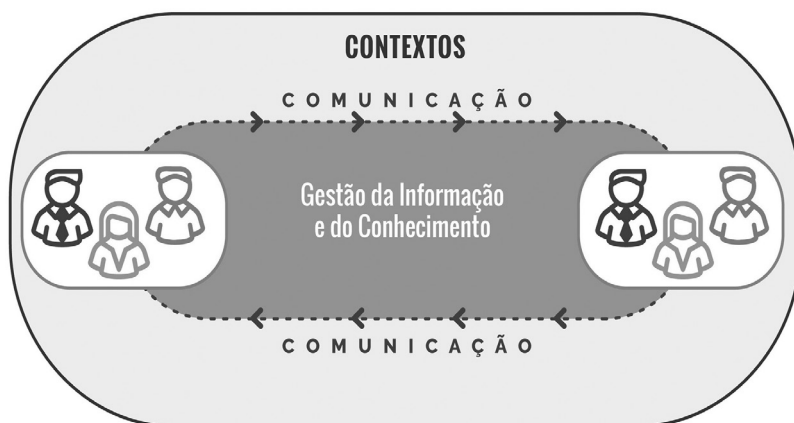 CONTEXTOS
COMUNICAÇÃO
Gestão da Informação
e do Conhecimento
COMUNICAÇÃO